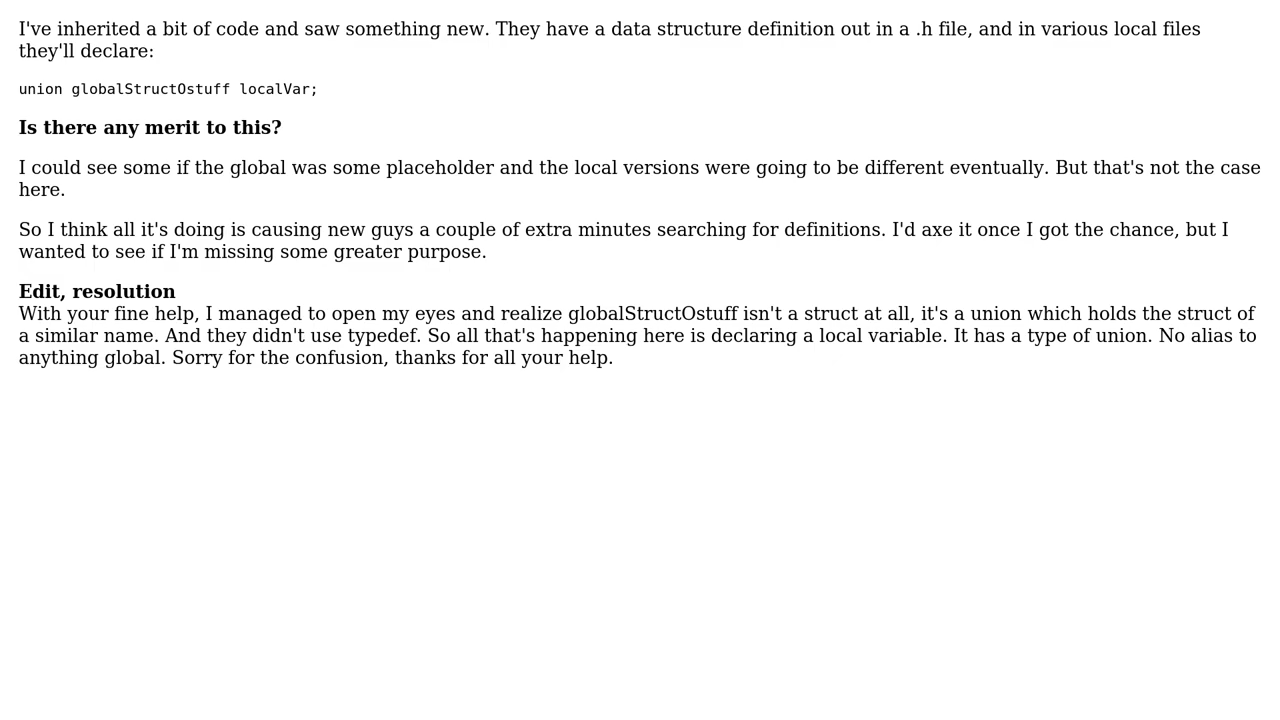 I've inherited a bit of code and saw something new. They have a data structure definition out in a .h file, and in various local files
they'll declare:
union globalStructOstuff localVar;
Is there any merit to this?
I could see some if the global was some placeholder and the local versions were going to be different eventually. But that's not the case
here.
So I think all it's doing is causing new guys a couple of extra minutes searching for definitions. I'd axe it once I got the chance, but I
wanted to see if I'm missing some greater purpose.
Edit, resolution
With your fine help, I managed to open my eyes and realize globalStructOstuff isn't a struct at all, it's a union which holds the struct of
a similar name. And they didn't use typedef. So all that's happening here is declaring a local variable. It has a type of union. No alias to
anything global. Sorry for the confusion, thanks for all your help.